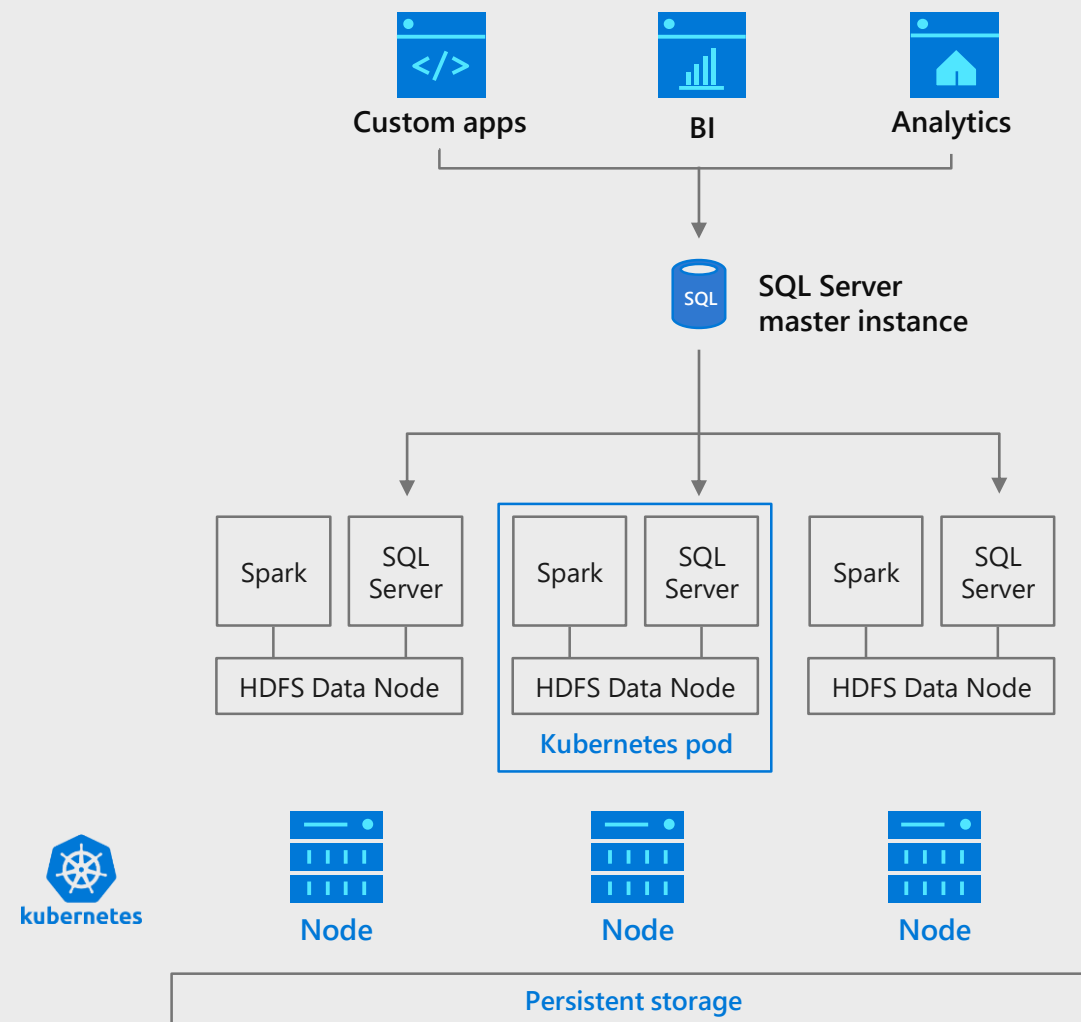 </>
Custom apps
BI
Analytics
SQL
SQL Server
master instance
Spark
SQL
Server
HDFS Data Node
Spark
SQL
Server
HDFS Data Node
Kubernetes pod
Spark
SQL
Server
HDFS Data Node
kubernetes
Node
Node
Node
Persistent storage